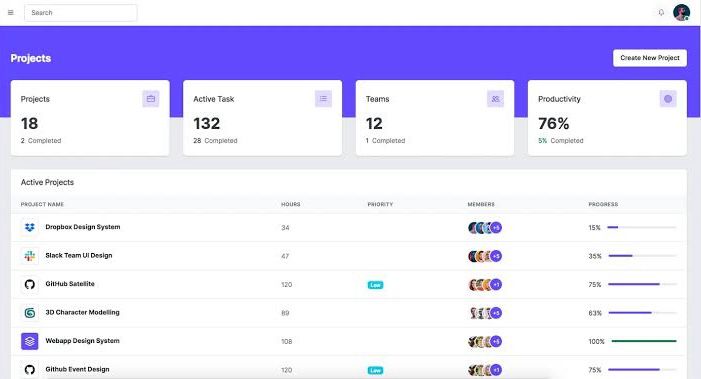 Search
Projects
Create New Project
Projects
18
2 Completed
Active Task
132
28 Completed
Teams
12
1 Completed
Productivity
76%
5% Completed
Active Projects
PROJECT NAME HOURS PRIORITY MEMBERS PROGRESS
Dropbox Design System 34 +5 15%
Slack Team UI Design 47 +5 35%
GitHub Satellite 120 Low +1 75%
3D Character Modelling 89 +5 63%
Webapp Design System 108 +5 100%
Github Event Design 120 Low +1 75%